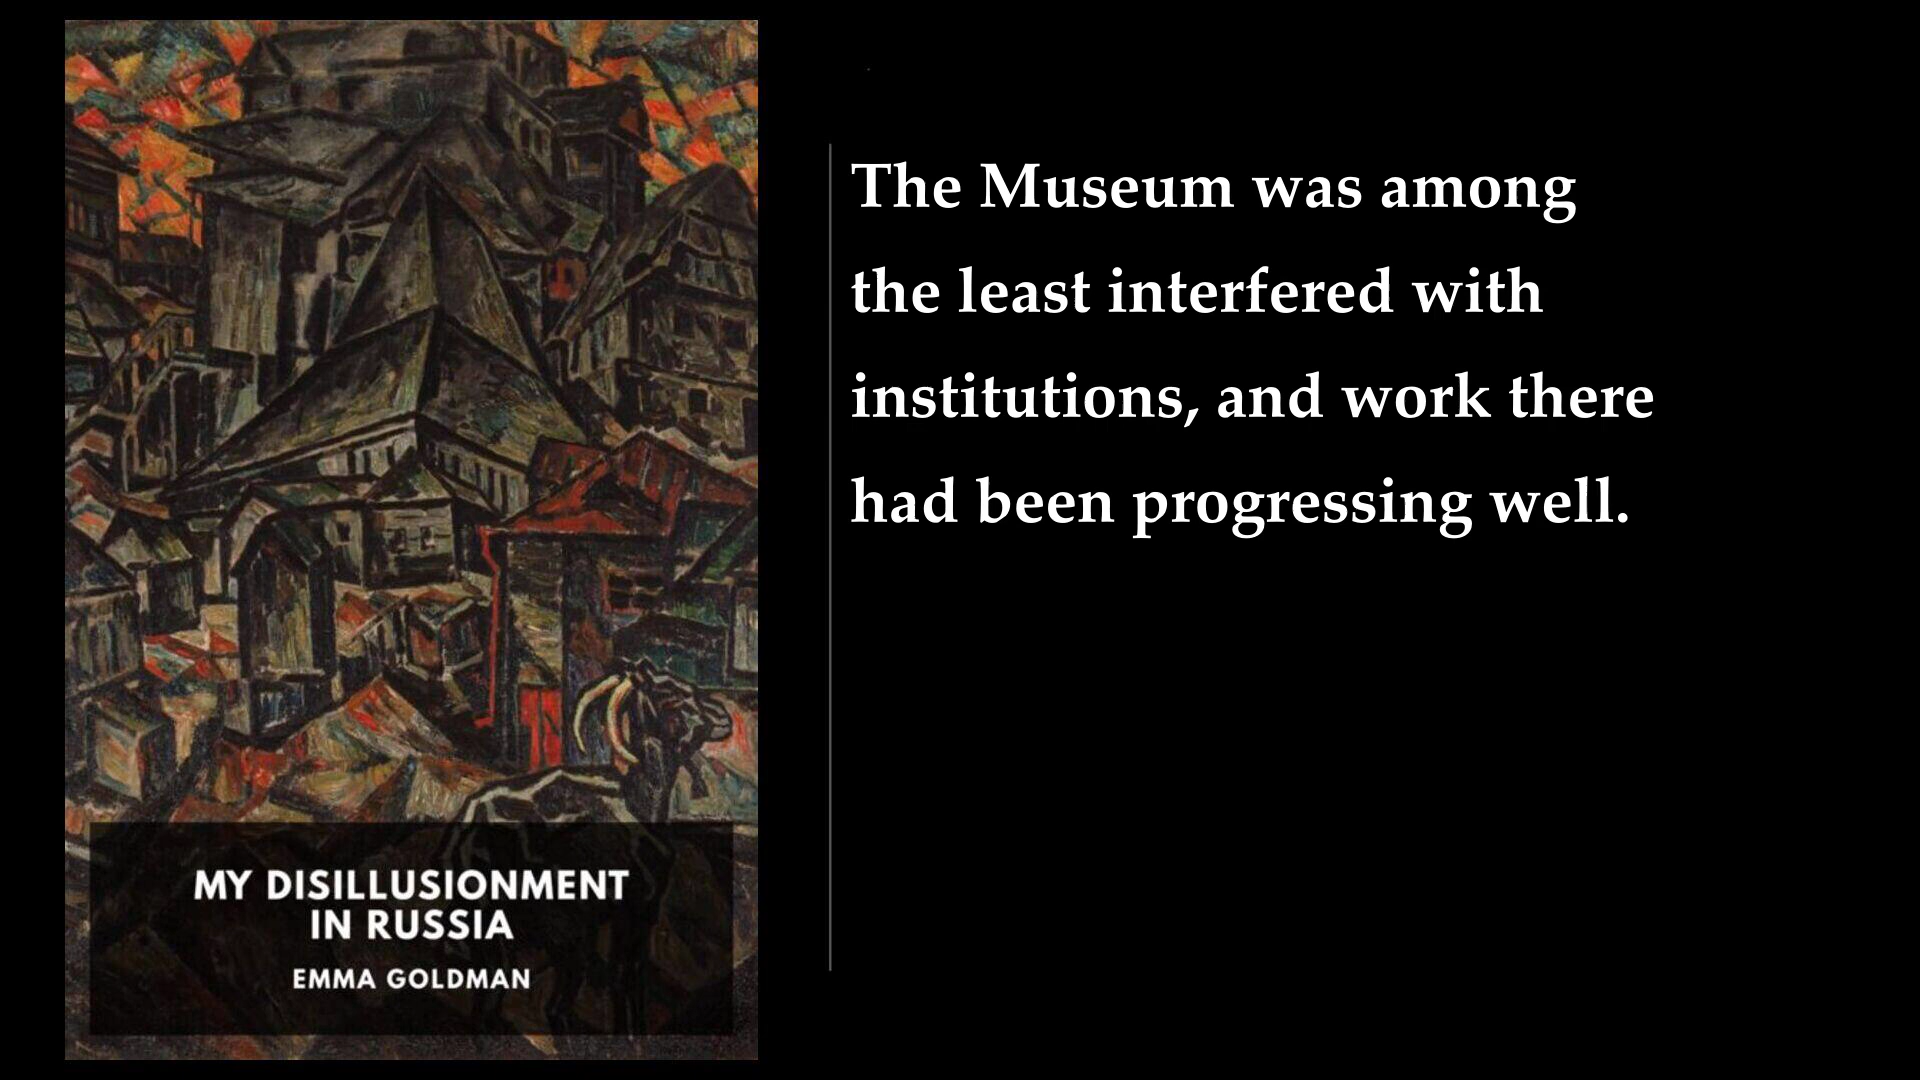 The Museum was among
the least interfered with
institutions, and work there
had been progressing well.
MY DISILLUSIONMENT
IN RUSSIA
EMMA GOLDMAN